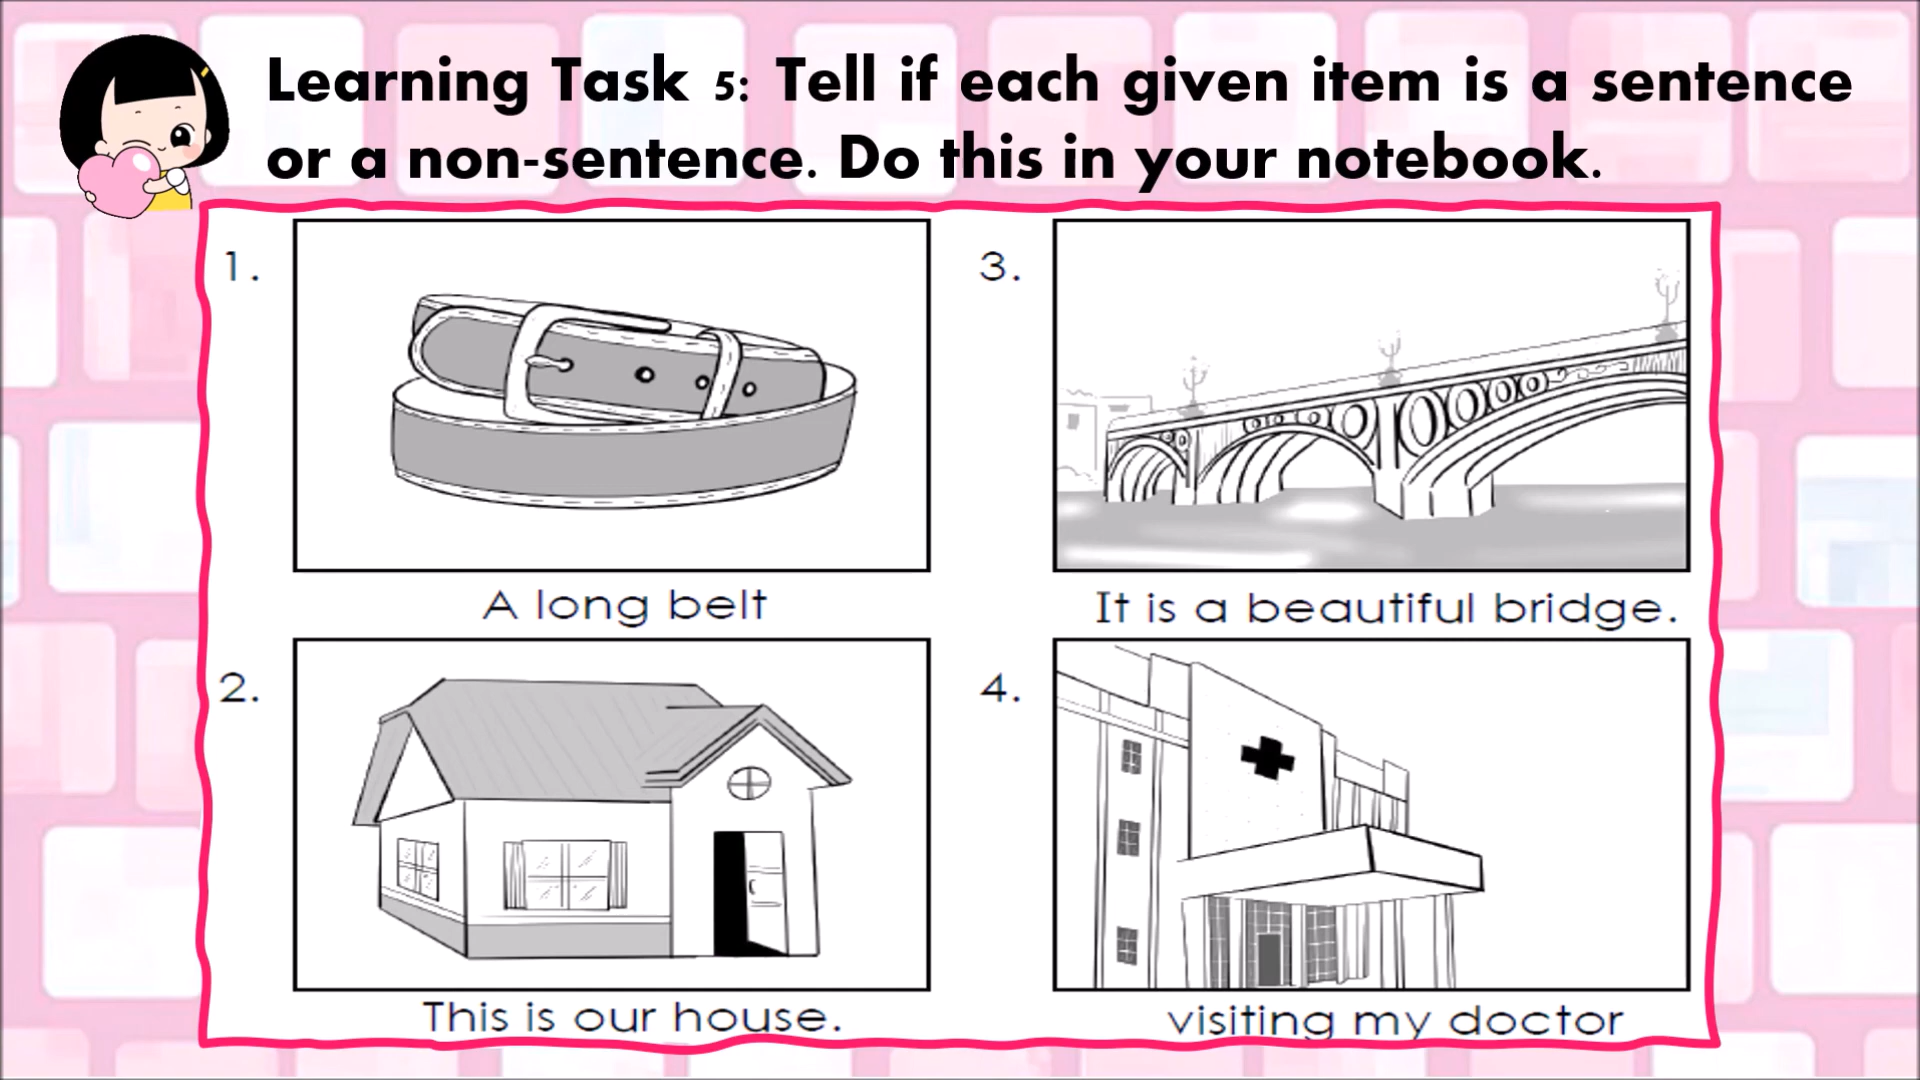 Learning Task 5: Tell if each given item is a sentence
or a non-sentence. Do this in your notebook.
1.
A long belt
2.
This is our house.
3.
It is a beautiful bridge.
4.
visiting my doctor